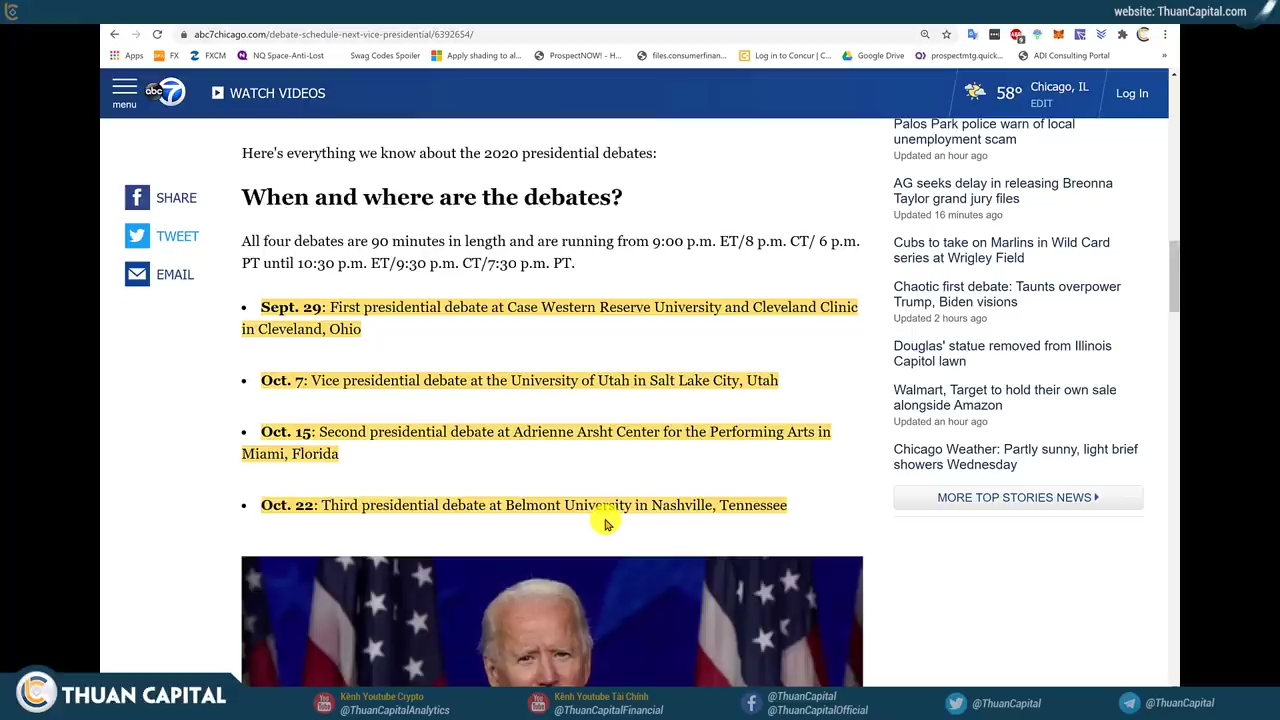 website: ThuanCapital.com
abc7chicago.com/debate-schedule-next-vice-presidential/6392654/
Apps
FX
FXCM
NQ Space-Anti-Lost
Swag Codes Spoiler
Apply shading to al...
ProspectNOW! - H...
files.consumerfinan...
Log in to Concur | C...
Google Drive
prospectmtg.quick...
ADI Consulting Portal
»
menu
abc 7
WATCH VIDEOS
58°
Chicago, IL
EDIT
Log In
Here's everything we know about the 2020 presidential debates:
When and where are the debates?
SHARE
TWEET
EMAIL
All four debates are 90 minutes in length and are running from 9:00 p.m. ET/8 p.m. CT/ 6 p.m.
PT until 10:30 p.m. ET/9:30 p.m. CT/7:30 p.m. PT.
• Sept. 29: First presidential debate at Case Western Reserve University and Cleveland Clinic
in Cleveland, Ohio
• Oct. 7: Vice presidential debate at the University of Utah in Salt Lake City, Utah
• Oct. 15: Second presidential debate at Adrienne Arsht Center for the Performing Arts in
Miami, Florida
• Oct. 22: Third presidential debate at Belmont University in Nashville, Tennessee
Palos Park police warn of local
unemployment scam
Updated an hour ago
AG seeks delay in releasing Breonna
Taylor grand jury files
Updated 16 minutes ago
Cubs to take on Marlins in Wild Card
series at Wrigley Field
Chaotic first debate: Taunts overpower
Trump, Biden visions
Updated 2 hours ago
Douglas' statue removed from Illinois
Capitol lawn
Walmart, Target to hold their own sale
alongside Amazon
Updated an hour ago
Chicago Weather: Partly sunny, light brief
showers Wednesday
MORE TOP STORIES NEWS
THUAN CAPITAL
Kênh Youtube Crypto
@ThuanCapitalAnalytics
Kênh Youtube Tài Chính
@ThuanCapitalFinancial
@ThuanCapital
@ThuanCapitalOfficial
@ThuanCapital
@ThuanCapital